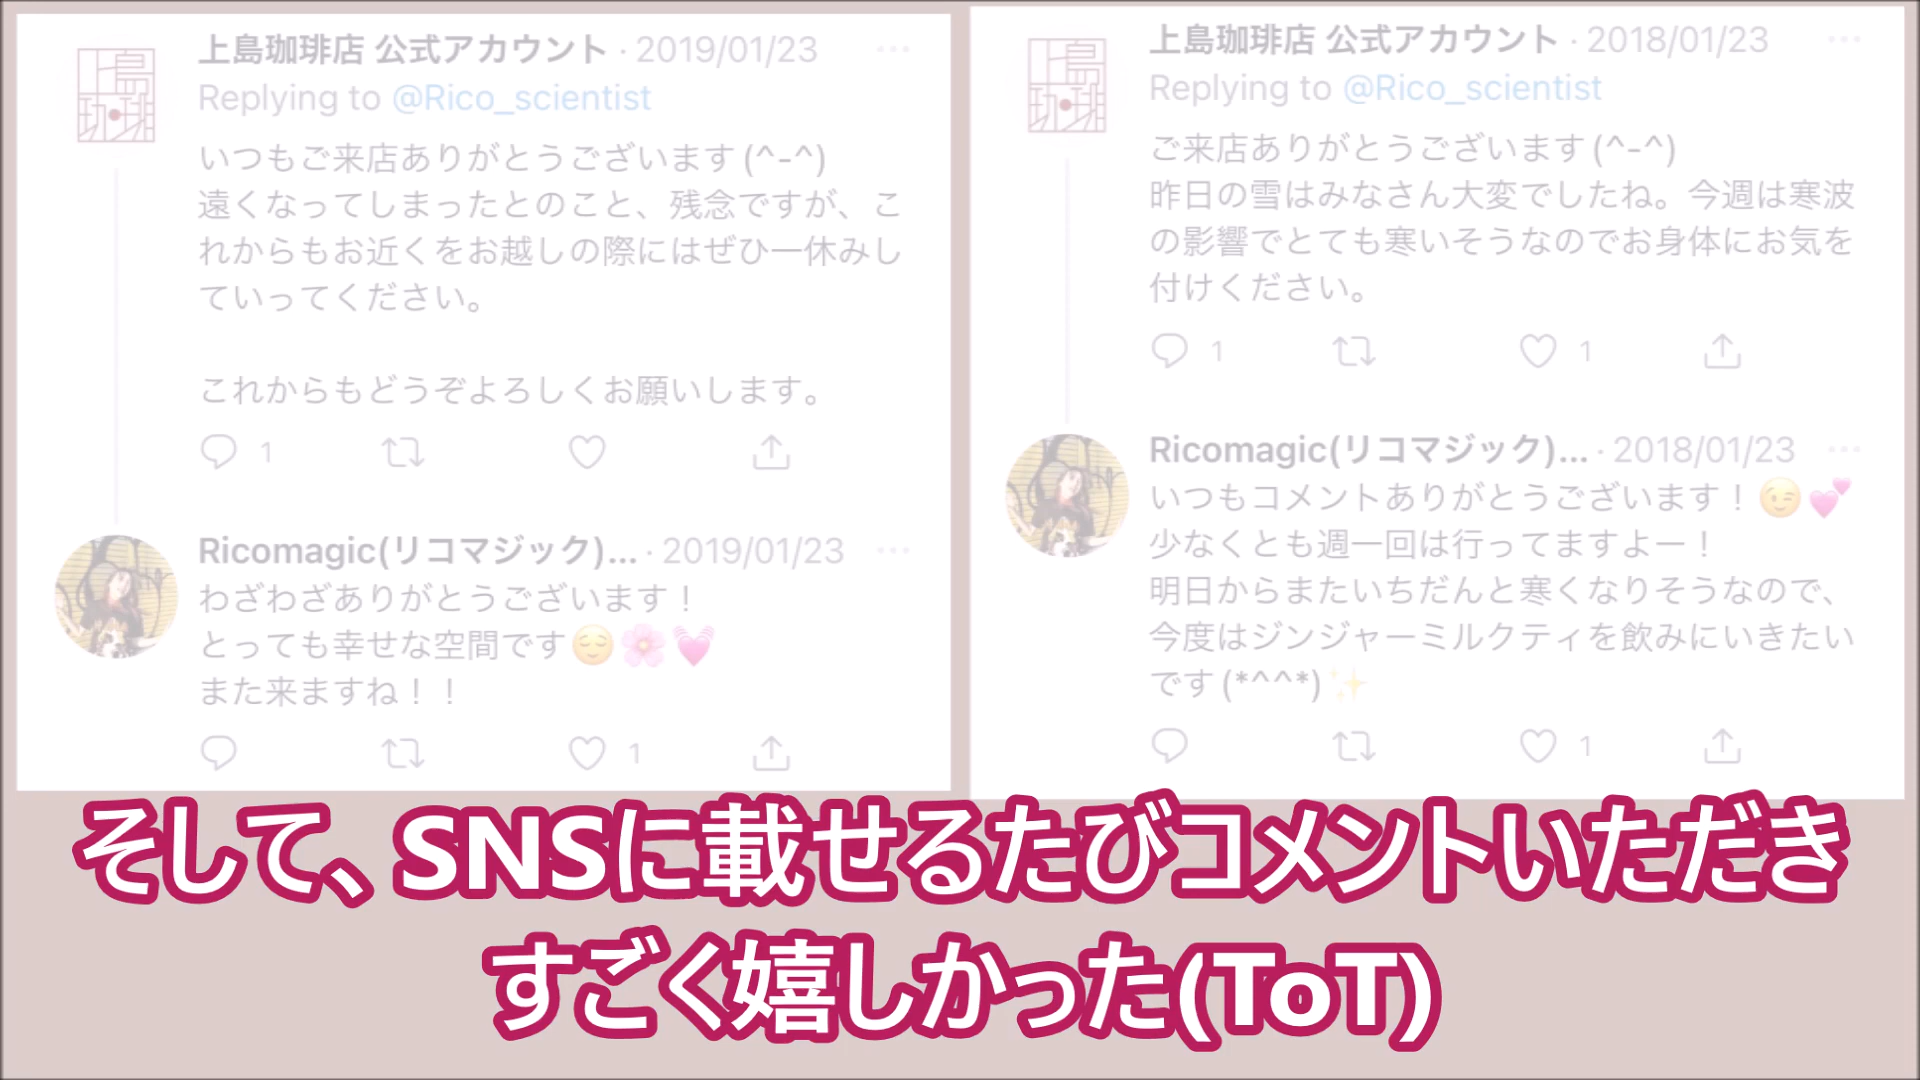 上島珈琲店 公式アカウント · 2019/01/23
Replying to @Rico_scientist
いつもご来店ありがとうございます(^-^)
遠くなってしまったとのこと、残念ですが、こ
れからもお近くをお越しの際にはぜひ一休みし
ていってください。
これからもどうぞよろしくお願いします。
1
Ricomagic(リコマジック)... · 2019/01/23
わざわざありがとうございます！
とっても幸せな空間です😌🌸💓
また来ますね！！
1
上島珈琲店 公式アカウント · 2018/01/23
Replying to @Rico_scientist
ご来店ありがとうございます(^-^)
昨日の雪はみなさん大変でしたね。今週は寒波
の影響でとても寒いそうなのでお身体にお気を
付けください。
1 1
Ricomagic(リコマジック)... · 2018/01/23
いつもコメントありがとうございます！😉💕
少なくとも週一回は行ってますよー！
明日からまたいちだんと寒くなりそうなので、
今度はジンジャーミルクティを飲みにいきたい
です(*^^*)✨
1
そして、SNSに載せるたびコメントいただき
すごく嬉しかった(ToT)